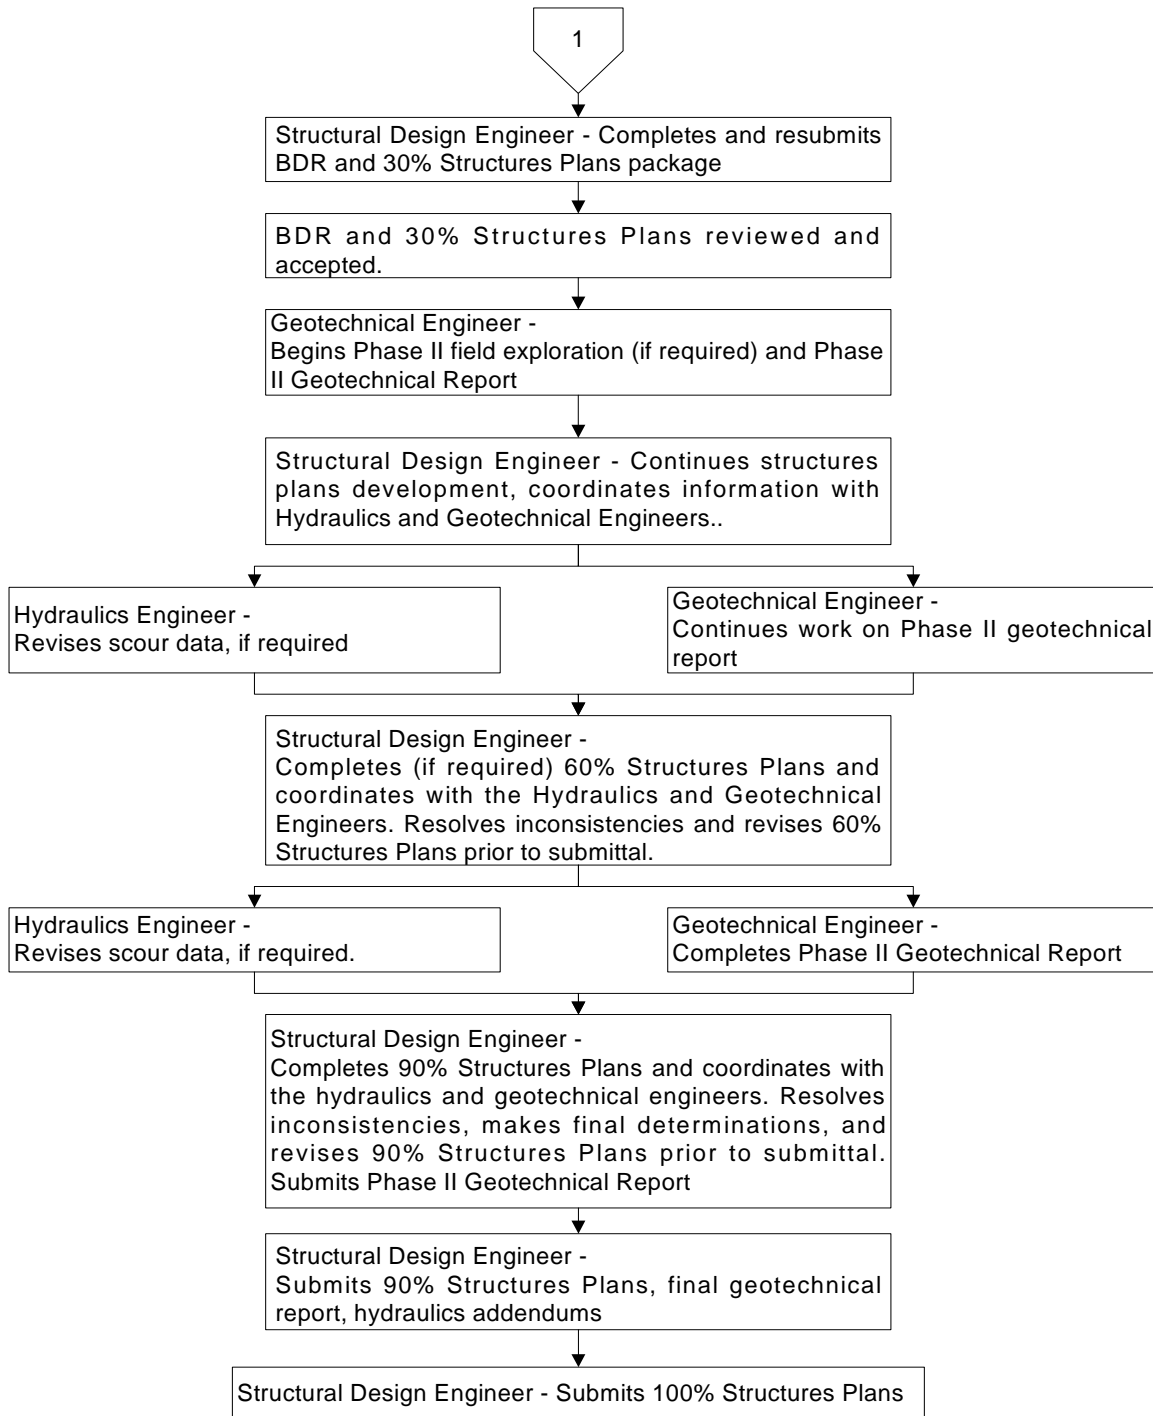 1
Structural Design Engineer - Completes and resubmits
BDR and 30% Structures Plans package
BDR and 30% Structures Plans reviewed and
accepted.
Geotechnical Engineer -
Begins Phase II field exploration (if required) and Phase
II Geotechnical Report
Structural Design Engineer - Continues structures
plans development, coordinates information with
Hydraulics and Geotechnical Engineers..
Hydraulics Engineer -
Revises scour data, if required
Geotechnical Engineer -
Continues work on Phase II geotechnical
report
Structural Design Engineer -
Completes (if required) 60% Structures Plans and
coordinates with the Hydraulics and Geotechnical
Engineers. Resolves inconsistencies and revises 60%
Structures Plans prior to submittal.
Hydraulics Engineer -
Revises scour data, if required.
Geotechnical Engineer -
Completes Phase II Geotechnical Report
Structural Design Engineer -
Completes 90% Structures Plans and coordinates with
the hydraulics and geotechnical engineers. Resolves
inconsistencies, makes final determinations, and
revises 90% Structures Plans prior to submittal.
Submits Phase II Geotechnical Report
Structural Design Engineer -
Submits 90% Structures Plans, final geotechnical
report, hydraulics addendums
Structural Design Engineer - Submits 100% Structures Plans